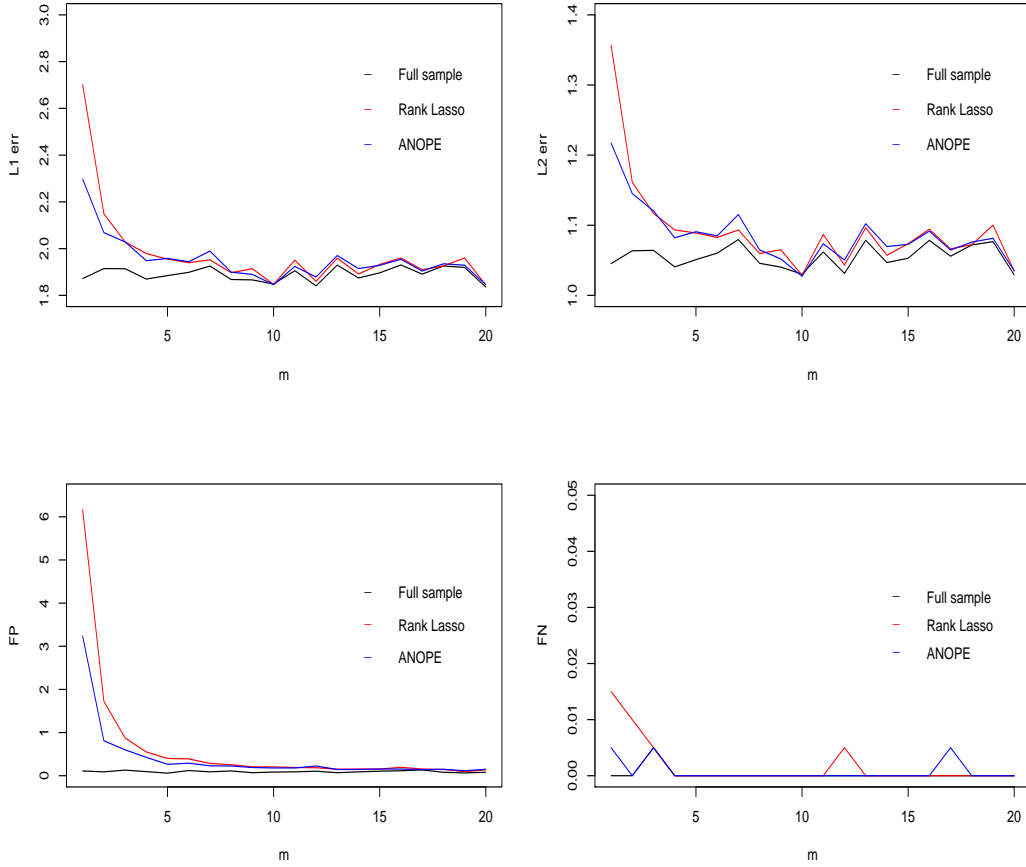 L1 err
3.0
2.8
2.6
2.4
2.2
2.0
1.8
Full sample
Rank Lasso
ANOPE
5
10
15
20
m
L2 err
1.4
1.3
1.2
1.1
1.0
Full sample
Rank Lasso
ANOPE
5
10
15
20
m
FP
6
5
4
3
2
1
0
Full sample
Rank Lasso
ANOPE
5
10
15
20
m
FN
0.05
0.04
0.03
0.02
0.01
0.00
Full sample
Rank Lasso
ANOPE
5
10
15
20
m